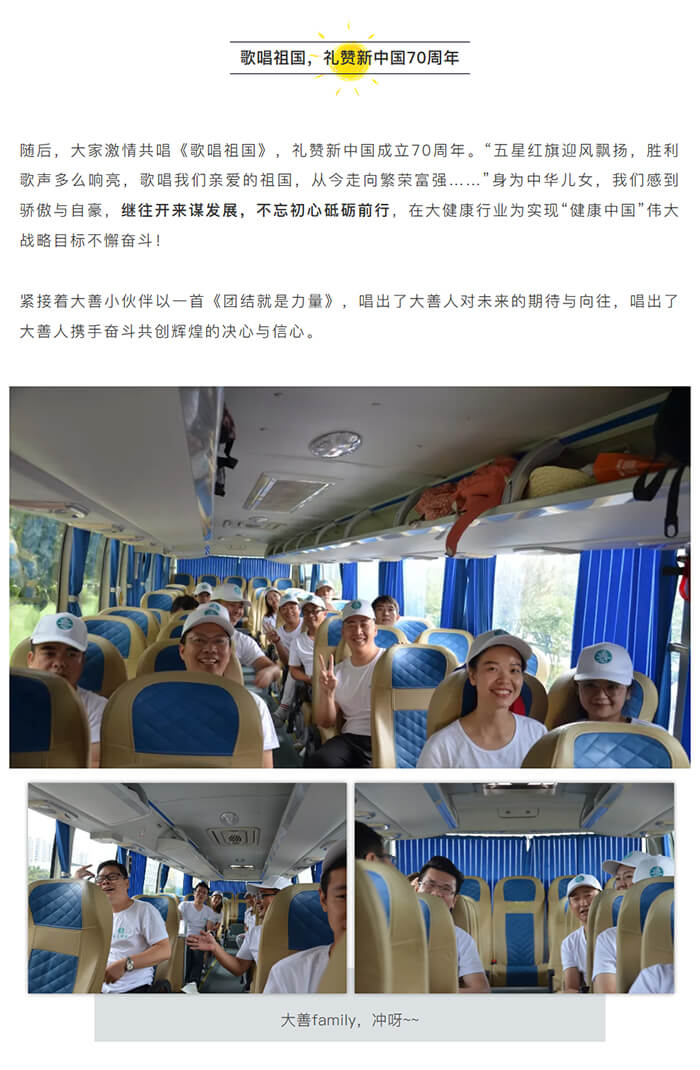 歌唱祖国，礼赞新中国70周年
随后，大家激情共唱《歌唱祖国》，礼赞新中国成立70周年。“五星红旗迎风飘扬，胜利
歌声多么响亮，歌唱我们亲爱的祖国，从今走向繁荣富强……”身为中华儿女，我们感到
骄傲与自豪，继往开来谋发展，不忘初心砥砺前行，在大健康行业为实现“健康中国”伟大
战略目标不懈奋斗！
紧接着大善小伙伴以一首《团结就是力量》，唱出了大善人对未来的期待与向往，唱出了
大善人携手奋斗共创辉煌的决心与信心。
大善family，冲呀~~